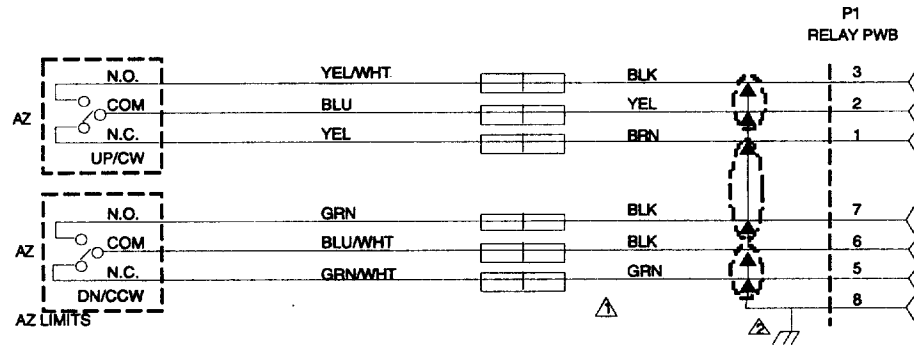 P1
RELAY PWB
N.O. YEL/WHT BLK 3
COM BLU YEL 2
AZ
N.C. YEL BRN 1
UP/CW
N.O. GRN BLK 7
AZ COM BLU/WHT BLK 6
N.C. GRN/WHT GRN 5
DN/CCW 8
AZ LIMITS
1
2